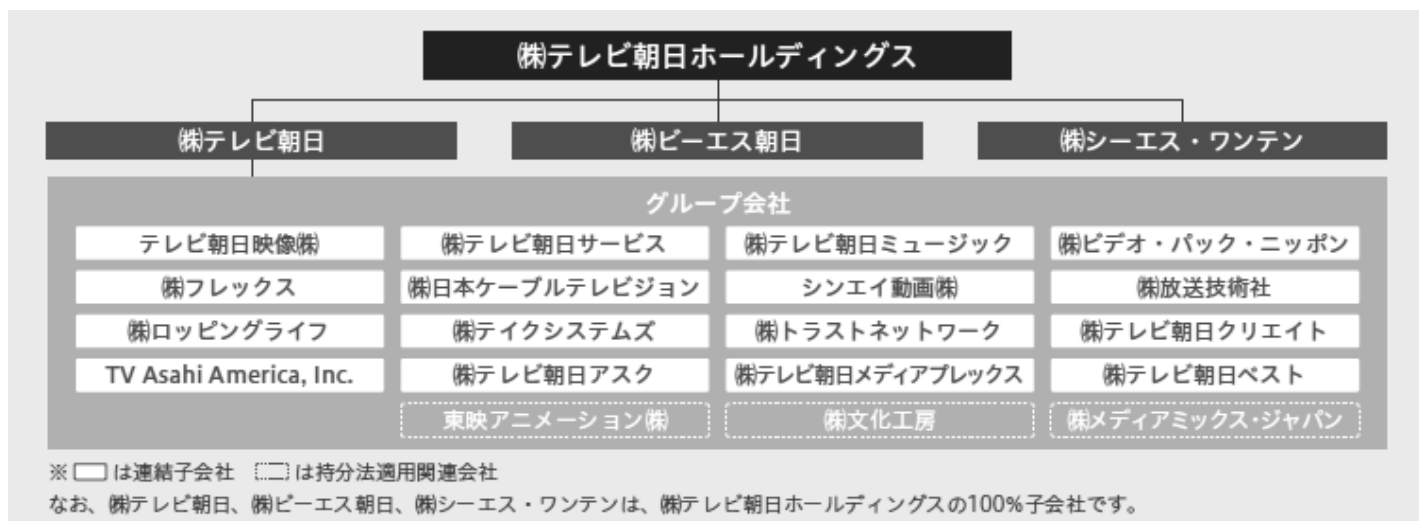 ㈱テレビ朝日ホールディングス
㈱テレビ朝日
㈱ビーエス朝日
㈱シーエス・ワンテン
グループ会社
テレビ朝日映像㈱
㈱テレビ朝日サービス
㈱テレビ朝日ミュージック
㈱ビデオ・パック・ニッポン
㈱フレックス
㈱日本ケーブルテレビジョン
シンエイ動画㈱
㈱放送技術社
㈱ロッピングライフ
㈱テイクシステムズ
㈱トラストネットワーク
㈱テレビ朝日クリエイト
TV Asahi America, Inc.
㈱テレビ朝日アスク
㈱テレビ朝日メディアプレックス
㈱テレビ朝日ベスト
東映アニメーション㈱
㈱文化工房
㈱メディアミックス・ジャパン
※ は連結子会社 は持分法適用関連会社
なお、㈱テレビ朝日、㈱ビーエス朝日、㈱シーエス・ワンテンは、㈱テレビ朝日ホールディングスの100%子会社です。